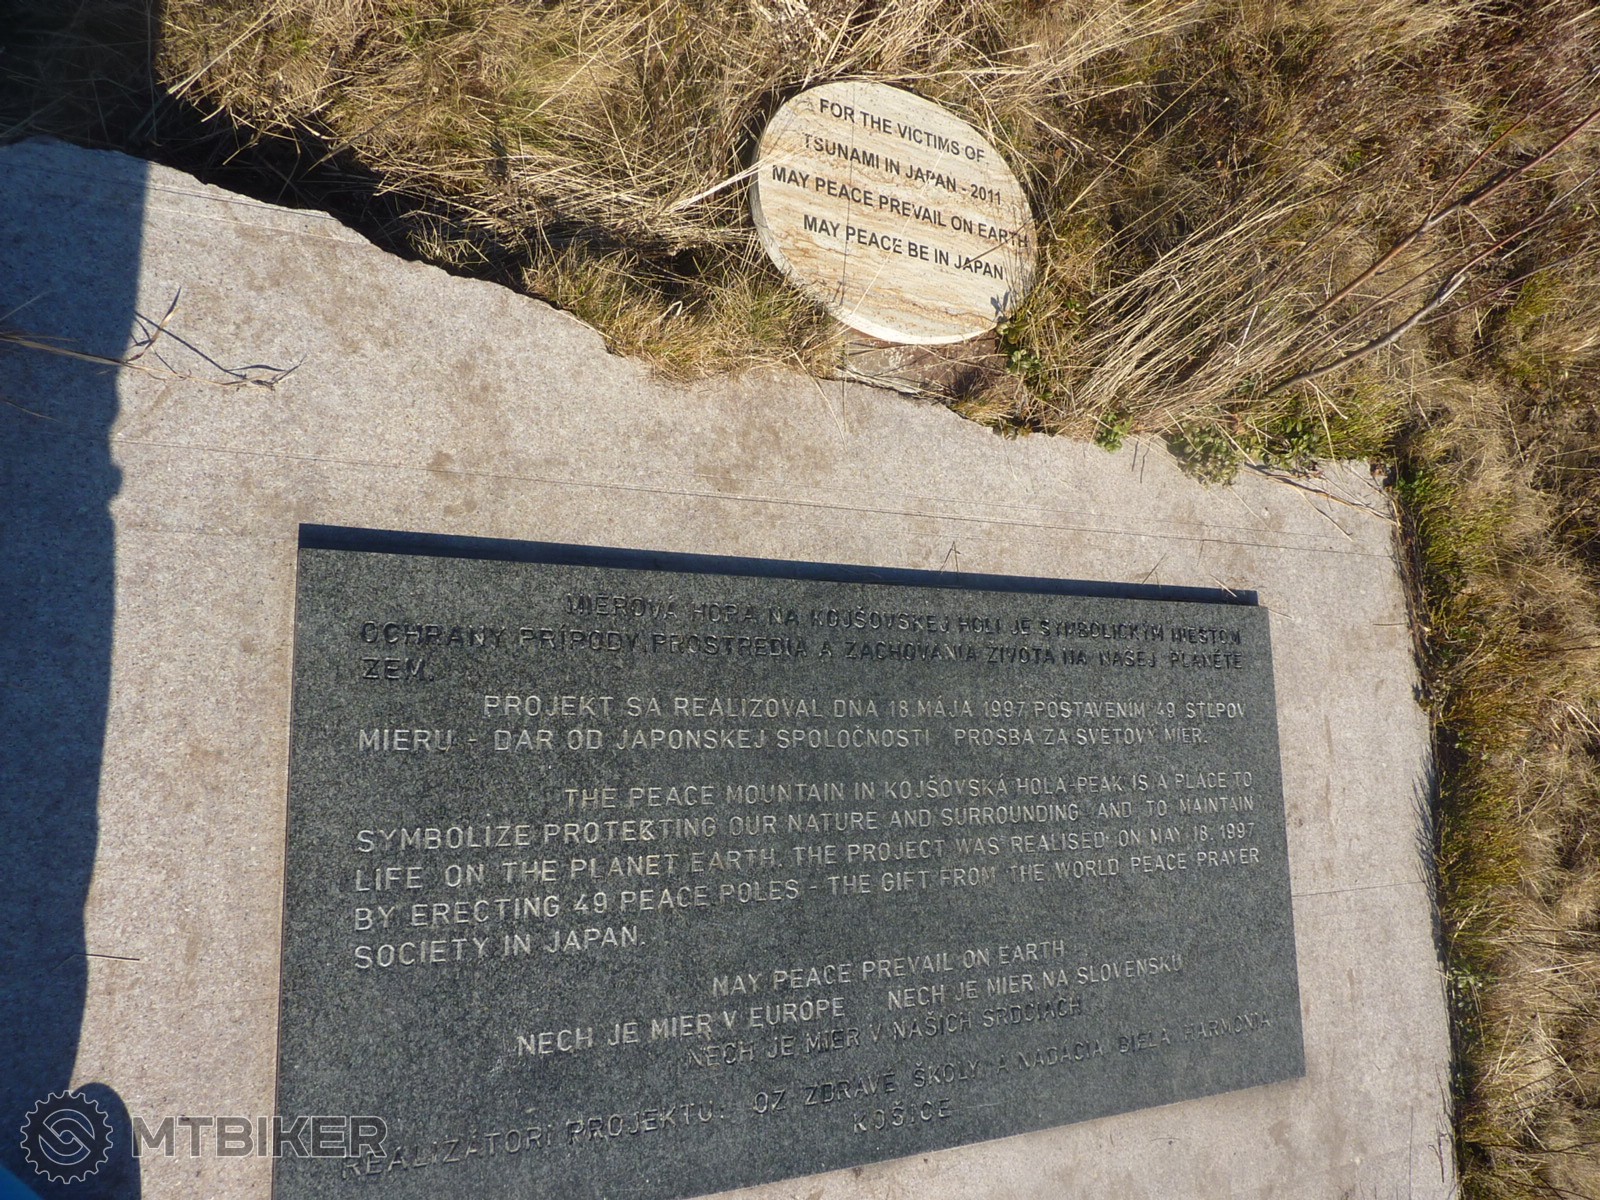 FOR THE VICTIMS OF
TSUNAMI IN JAPAN - 2011
MAY PEACE PREVAIL ON EARTH
MAY PEACE BE IN JAPAN
MIEROVÁ HORA NA KOJŠOVSKEJ HOLI JE SYMBOLICKÝM MIESTOM
OCHRANY PRÍRODY, PROSTREDIA A ZACHOVANIA ŽIVOTA NA NAŠEJ PLANÉTE
ZEM.
PROJEKT SA REALIZOVAL DŇA 18.MÁJA 1997 POSTAVENÍM 49 STĹPOV
MIERU - DAR OD JAPONSKEJ SPOLOČNOSTI PROSBA ZA SVETOVÝ MIER.
THE PEACE MOUNTAIN IN KOJŠOVSKÁ HOĽA-PEAK IS A PLACE TO
SYMBOLIZE PROTEKTING OUR NATURE AND SURROUNDING AND TO MAINTAIN
LIFE ON THE PLANET EARTH. THE PROJECT WAS REALISED ON MAY 18. 1997
BY ERECTING 49 PEACE POLES - THE GIFT FROM THE WORLD PEACE PRAYER
SOCIETY IN JAPAN.
MAY PEACE PREVAIL ON EARTH
NECH JE MIER V EUROPE NECH JE MIER NA SLOVENSKU
NECH JE MIER V NAŠICH SRDCIACH
REALIZÁTORI PROJEKTU: OZ ZDRAVÉ ŠKOLY A NADÁCIA BIELA HARMÓNIA
KOŠICE
MTBIKER